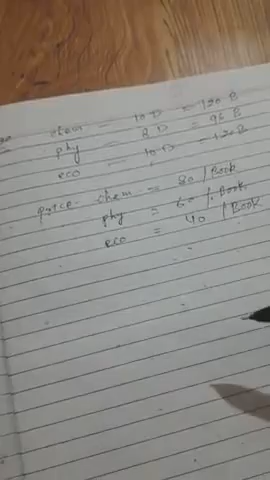 chem - 10 D = 120 B
phy - 8 D = 96 B
eco - 10 D = 120 B
price - chem = 80 / Book
phy = 60 / Book
eco = 40 / Book